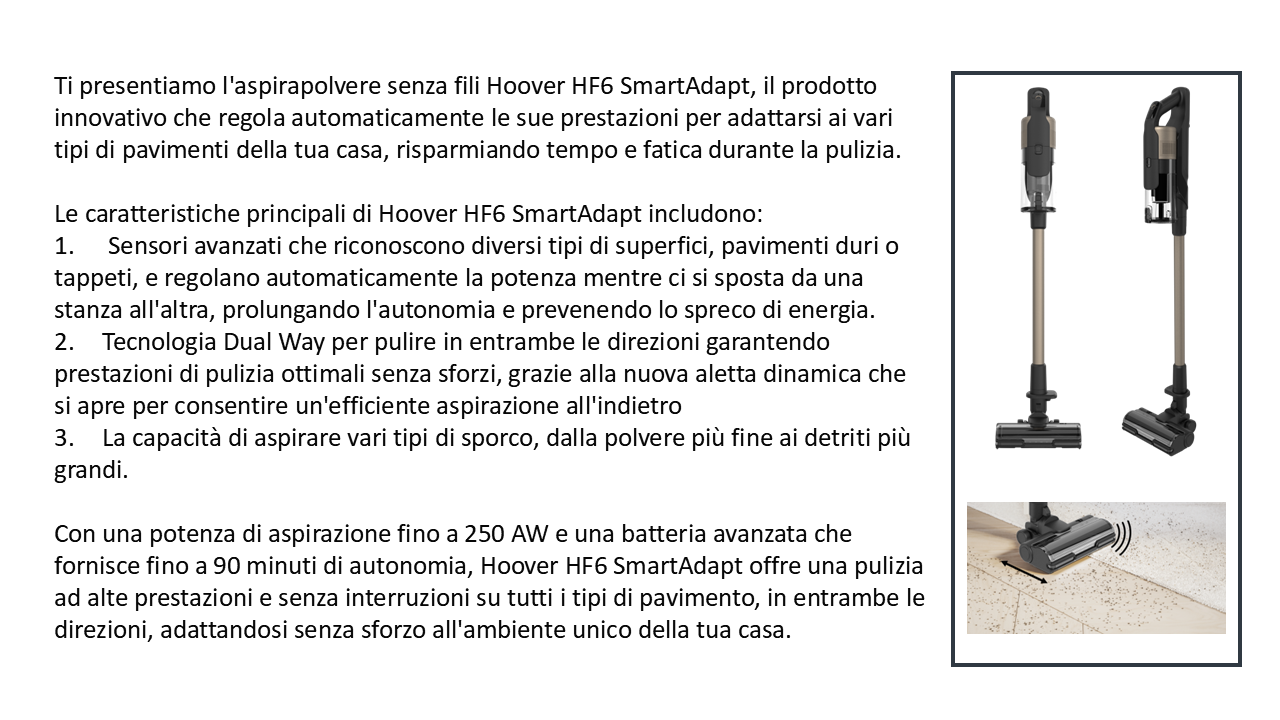 Ti presentiamo l'aspirapolvere senza fili Hoover HF6 SmartAdapt, il prodotto
innovativo che regola automaticamente le sue prestazioni per adattarsi ai vari
tipi di pavimenti della tua casa, risparmiando tempo e fatica durante la pulizia.
Le caratteristiche principali di Hoover HF6 SmartAdapt includono:
1. Sensori avanzati che riconoscono diversi tipi di superfici, pavimenti duri o
tappeti, e regolano automaticamente la potenza mentre ci si sposta da una
stanza all'altra, prolungando l'autonomia e prevenendo lo spreco di energia.
2. Tecnologia Dual Way per pulire in entrambe le direzioni garantendo
prestazioni di pulizia ottimali senza sforzi, grazie alla nuova aletta dinamica che
si apre per consentire un'efficiente aspirazione all'indietro
3. La capacità di aspirare vari tipi di sporco, dalla polvere più fine ai detriti più
grandi.
Con una potenza di aspirazione fino a 250 AW e una batteria avanzata che
fornisce fino a 90 minuti di autonomia, Hoover HF6 SmartAdapt offre una pulizia
ad alte prestazioni e senza interruzioni su tutti i tipi di pavimento, in entrambe le
direzioni, adattandosi senza sforzo all'ambiente unico della tua casa.